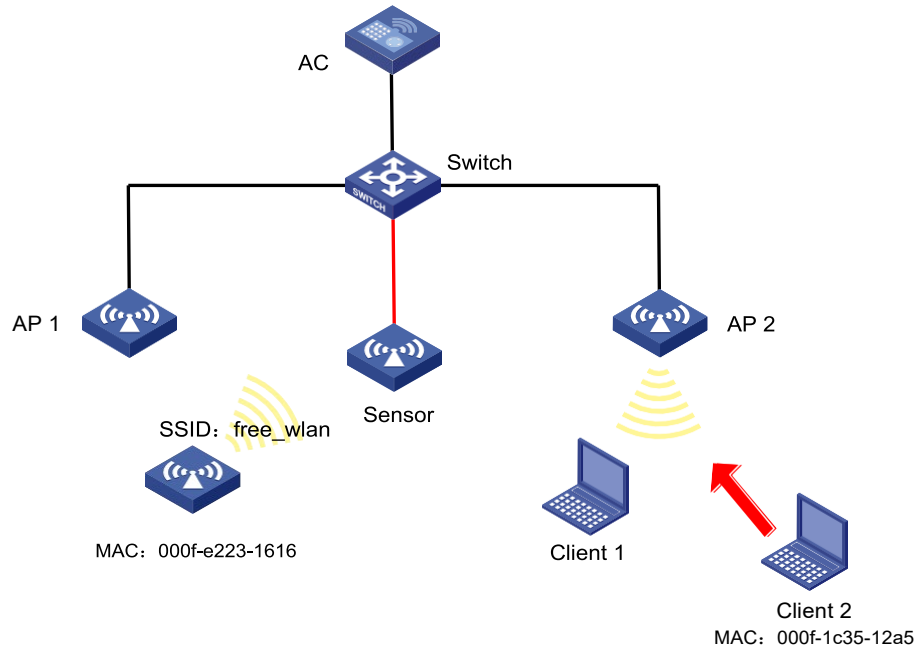 AC
Switch
SWITCH
AP 1
AP 2
Sensor
SSID：free_wlan
MAC：000f-e223-1616
Client 1
Client 2
MAC：000f-1c35-12a5